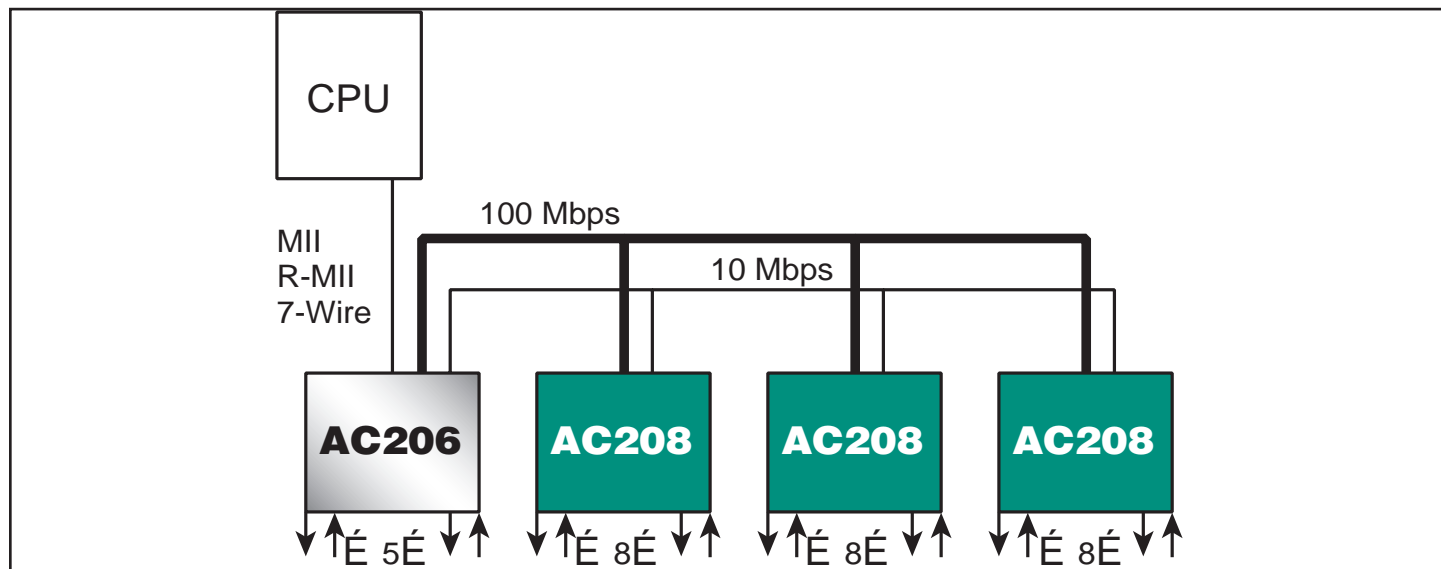 CPU
100 Mbps
MII
R-MII
7-Wire
10 Mbps
AC206
AC208
AC208
AC208
É 5É
É 8É
É 8É
É 8É